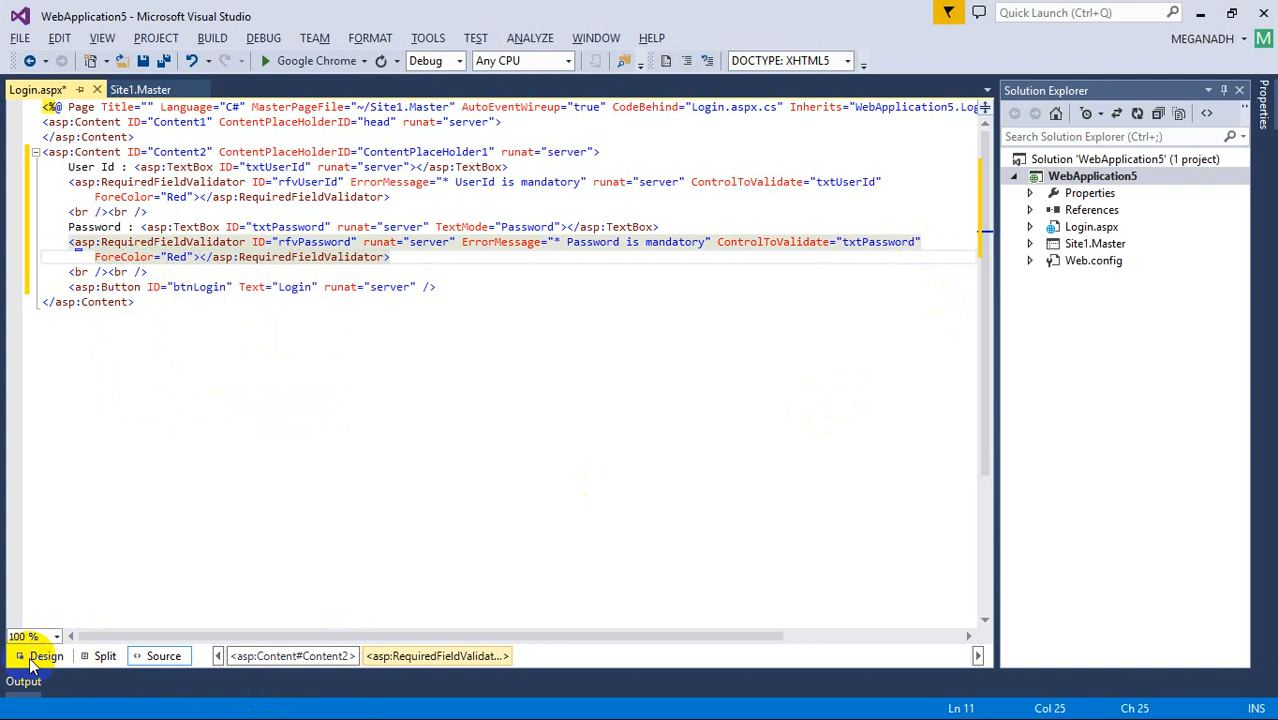 WebApplication5 - Microsoft Visual Studio
Quick Launch (Ctrl+Q)
FILE EDIT VIEW PROJECT BUILD DEBUG TEAM FORMAT TOOLS TEST ANALYZE WINDOW HELP
MEGANADH M
Google Chrome Debug Any CPU DOCTYPE: XHTML5
Login.aspx* Site1.Master
<%@ Page Title="" Language="C#" MasterPageFile="~/Site1.Master" AutoEventWireup="true" CodeBehind="Login.aspx.cs" Inherits="WebApplication5.Log
<asp:Content ID="Content1" ContentPlaceHolderID="head" runat="server">
</asp:Content>
<asp:Content ID="Content2" ContentPlaceHolderID="ContentPlaceHolder1" runat="server">
User Id : <asp:TextBox ID="txtUserId" runat="server"></asp:TextBox>
<asp:RequiredFieldValidator ID="rfvUserId" ErrorMessage="* UserId is mandatory" runat="server" ControlToValidate="txtUserId"
ForeColor="Red"></asp:RequiredFieldValidator>
<br /><br />
Password : <asp:TextBox ID="txtPassword" runat="server" TextMode="Password"></asp:TextBox>
<asp:RequiredFieldValidator ID="rfvPassword" runat="server" ErrorMessage="* Password is mandatory" ControlToValidate="txtPassword"
ForeColor="Red"></asp:RequiredFieldValidator>
<br /><br />
<asp:Button ID="btnLogin" Text="Login" runat="server" />
</asp:Content>
100 %
Design Split Source <asp:Content#Content2> <asp:RequiredFieldValidat...>
Output
Solution Explorer
Search Solution Explorer (Ctrl+;)
Solution 'WebApplication5' (1 project)
WebApplication5
Properties
References
Login.aspx
Site1.Master
Web.config
Properties
Ln 11 Col 25 Ch 25 INS